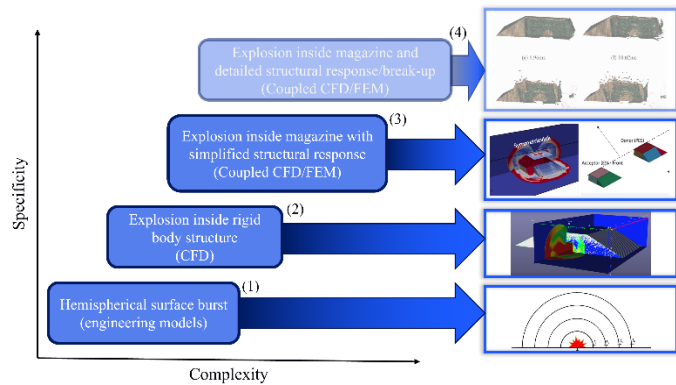 (4)
Explosion inside magazine and
detailed structural response/break-up
(Coupled CFD/FEM)
(3)
Explosion inside magazine with
simplified structural response
(Coupled CFD/FEM)
(2)
Explosion inside rigid
body structure
(CFD)
(1)
Hemispherical surface burst
(engineering models)
Specificity
Complexity